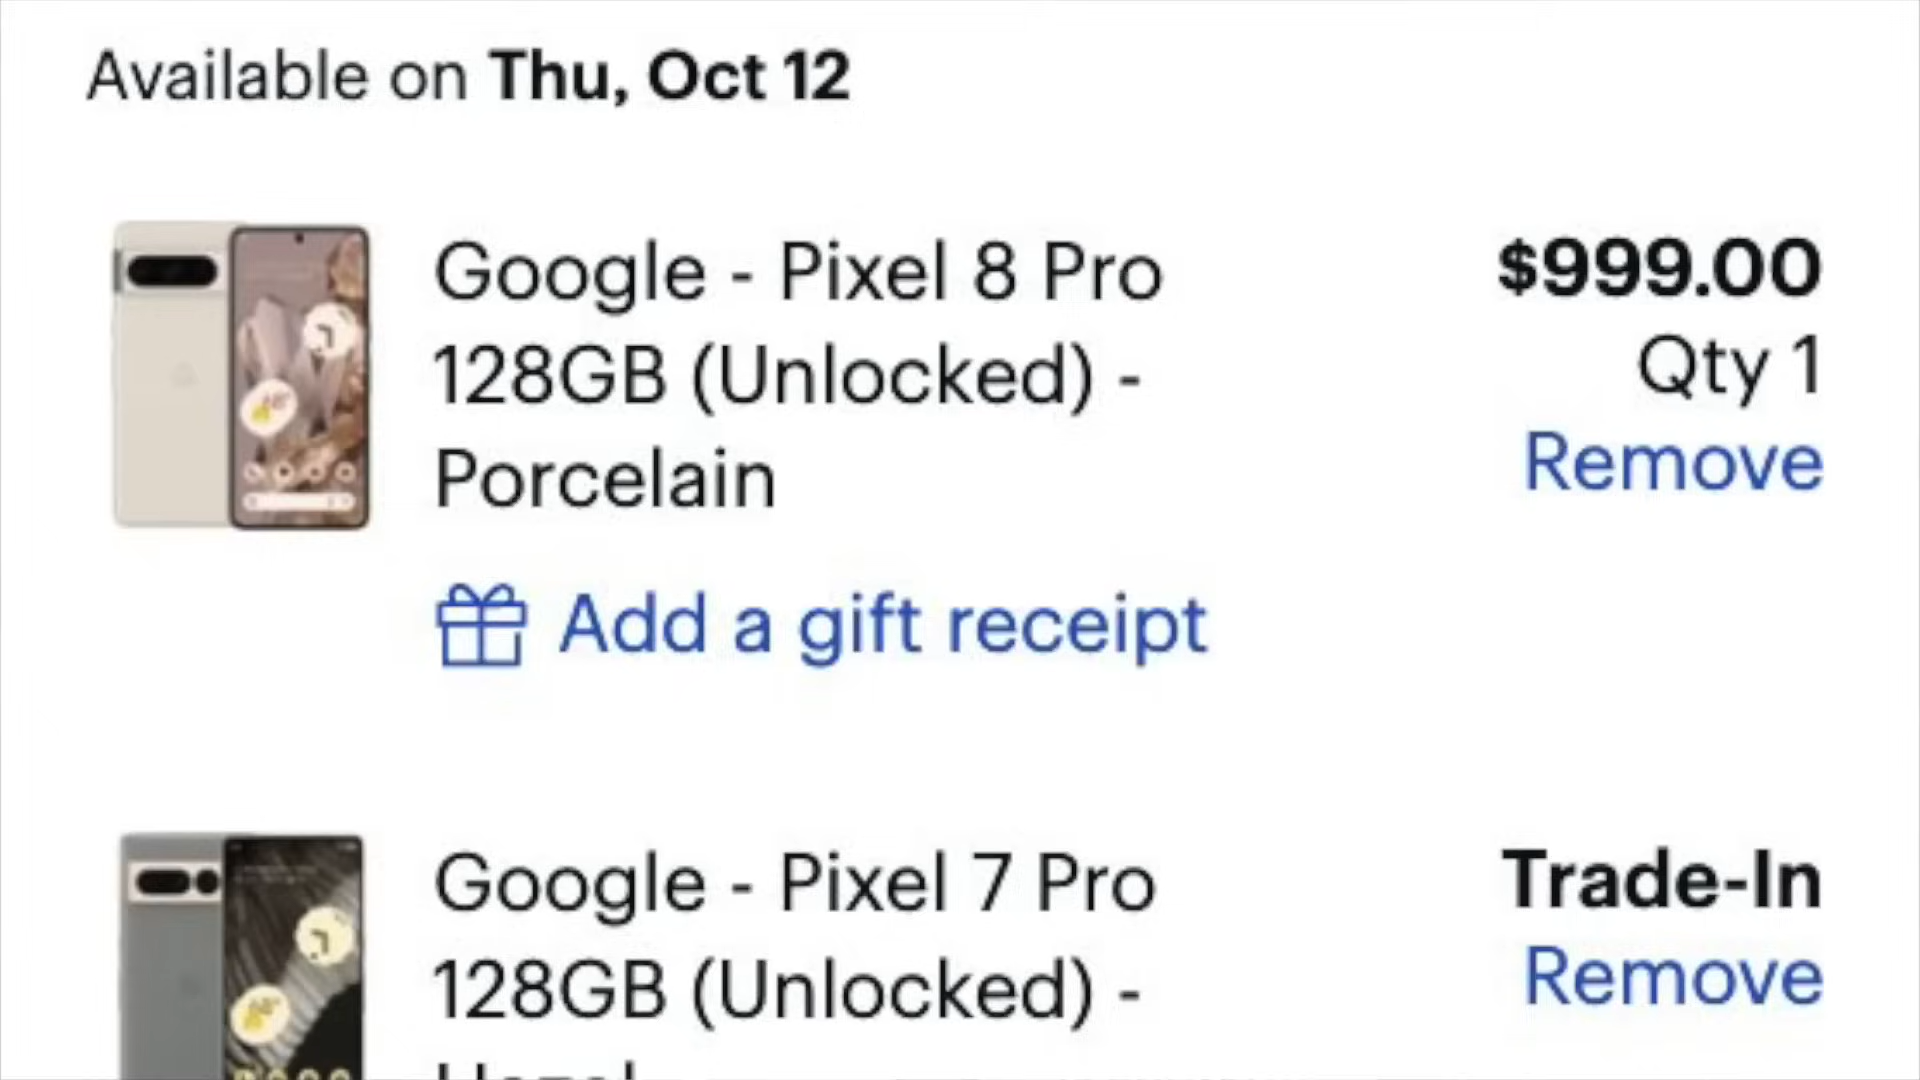 Available on Thu, Oct 12
Google - Pixel 8 Pro
$999.00
128GB (Unlocked) -
Qty 1
Porcelain
Remove
Add a gift receipt
Google - Pixel 7 Pro
Trade-In
128GB (Unlocked) -
Remove
Hazel